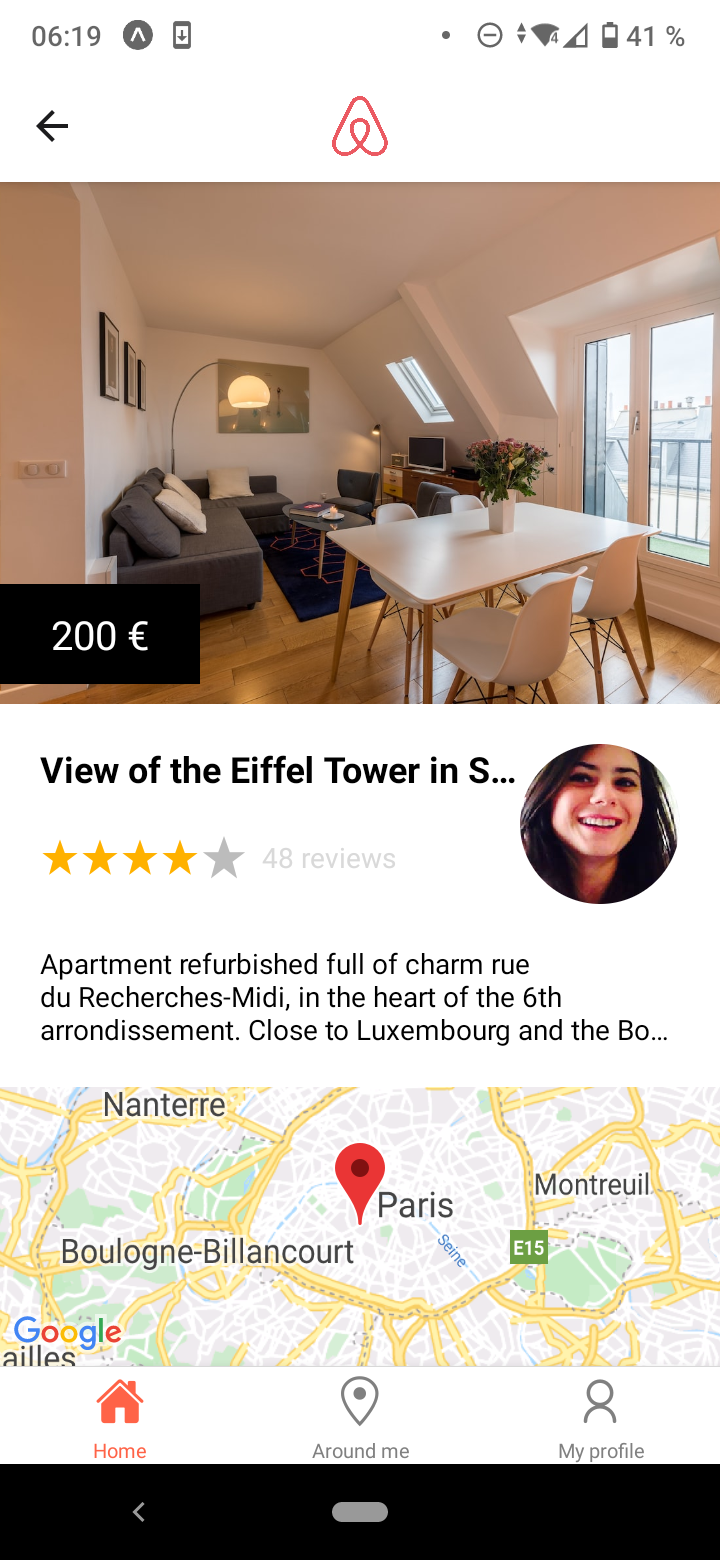 06:19
4
41 %
200 €
View of the Eiffel Tower in S...
48 reviews
Apartment refurbished full of charm rue
du Recherches-Midi, in the heart of the 6th
arrondissement. Close to Luxembourg and the Bo...
Nanterre
Montreuil
Paris
Boulogne-Billancourt
Seine
E15
Google
ailles
Home
Around me
My profile